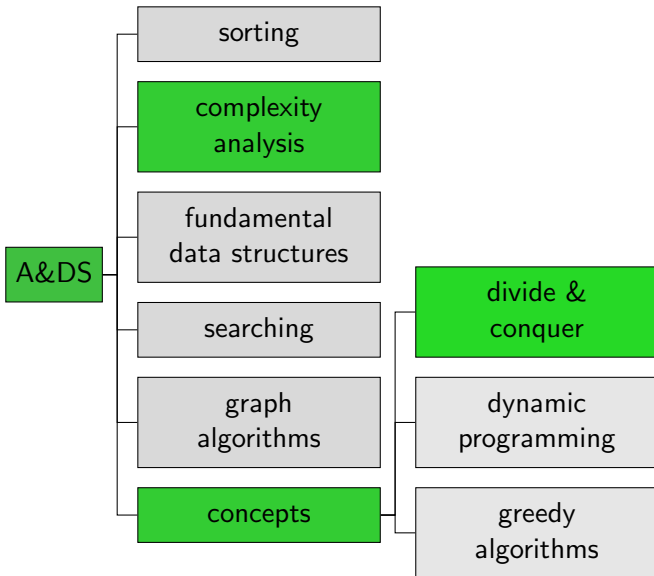 A&DS
sorting
complexity
analysis
fundamental
data structures
searching
graph
algorithms
concepts
divide &
conquer
dynamic
programming
greedy
algorithms